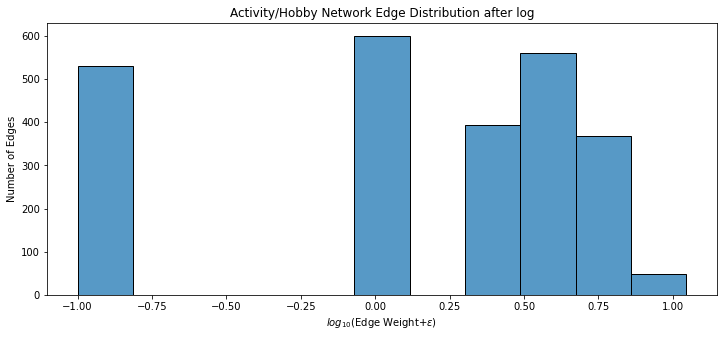 Activity/Hobby Network Edge Distribution after log
600
500
400
300
200
100
0
Number of Edges
−1.00 −0.75 −0.50 −0.25 0.00 0.25 0.50 0.75 1.00
log₁₀(Edge Weight+ε)